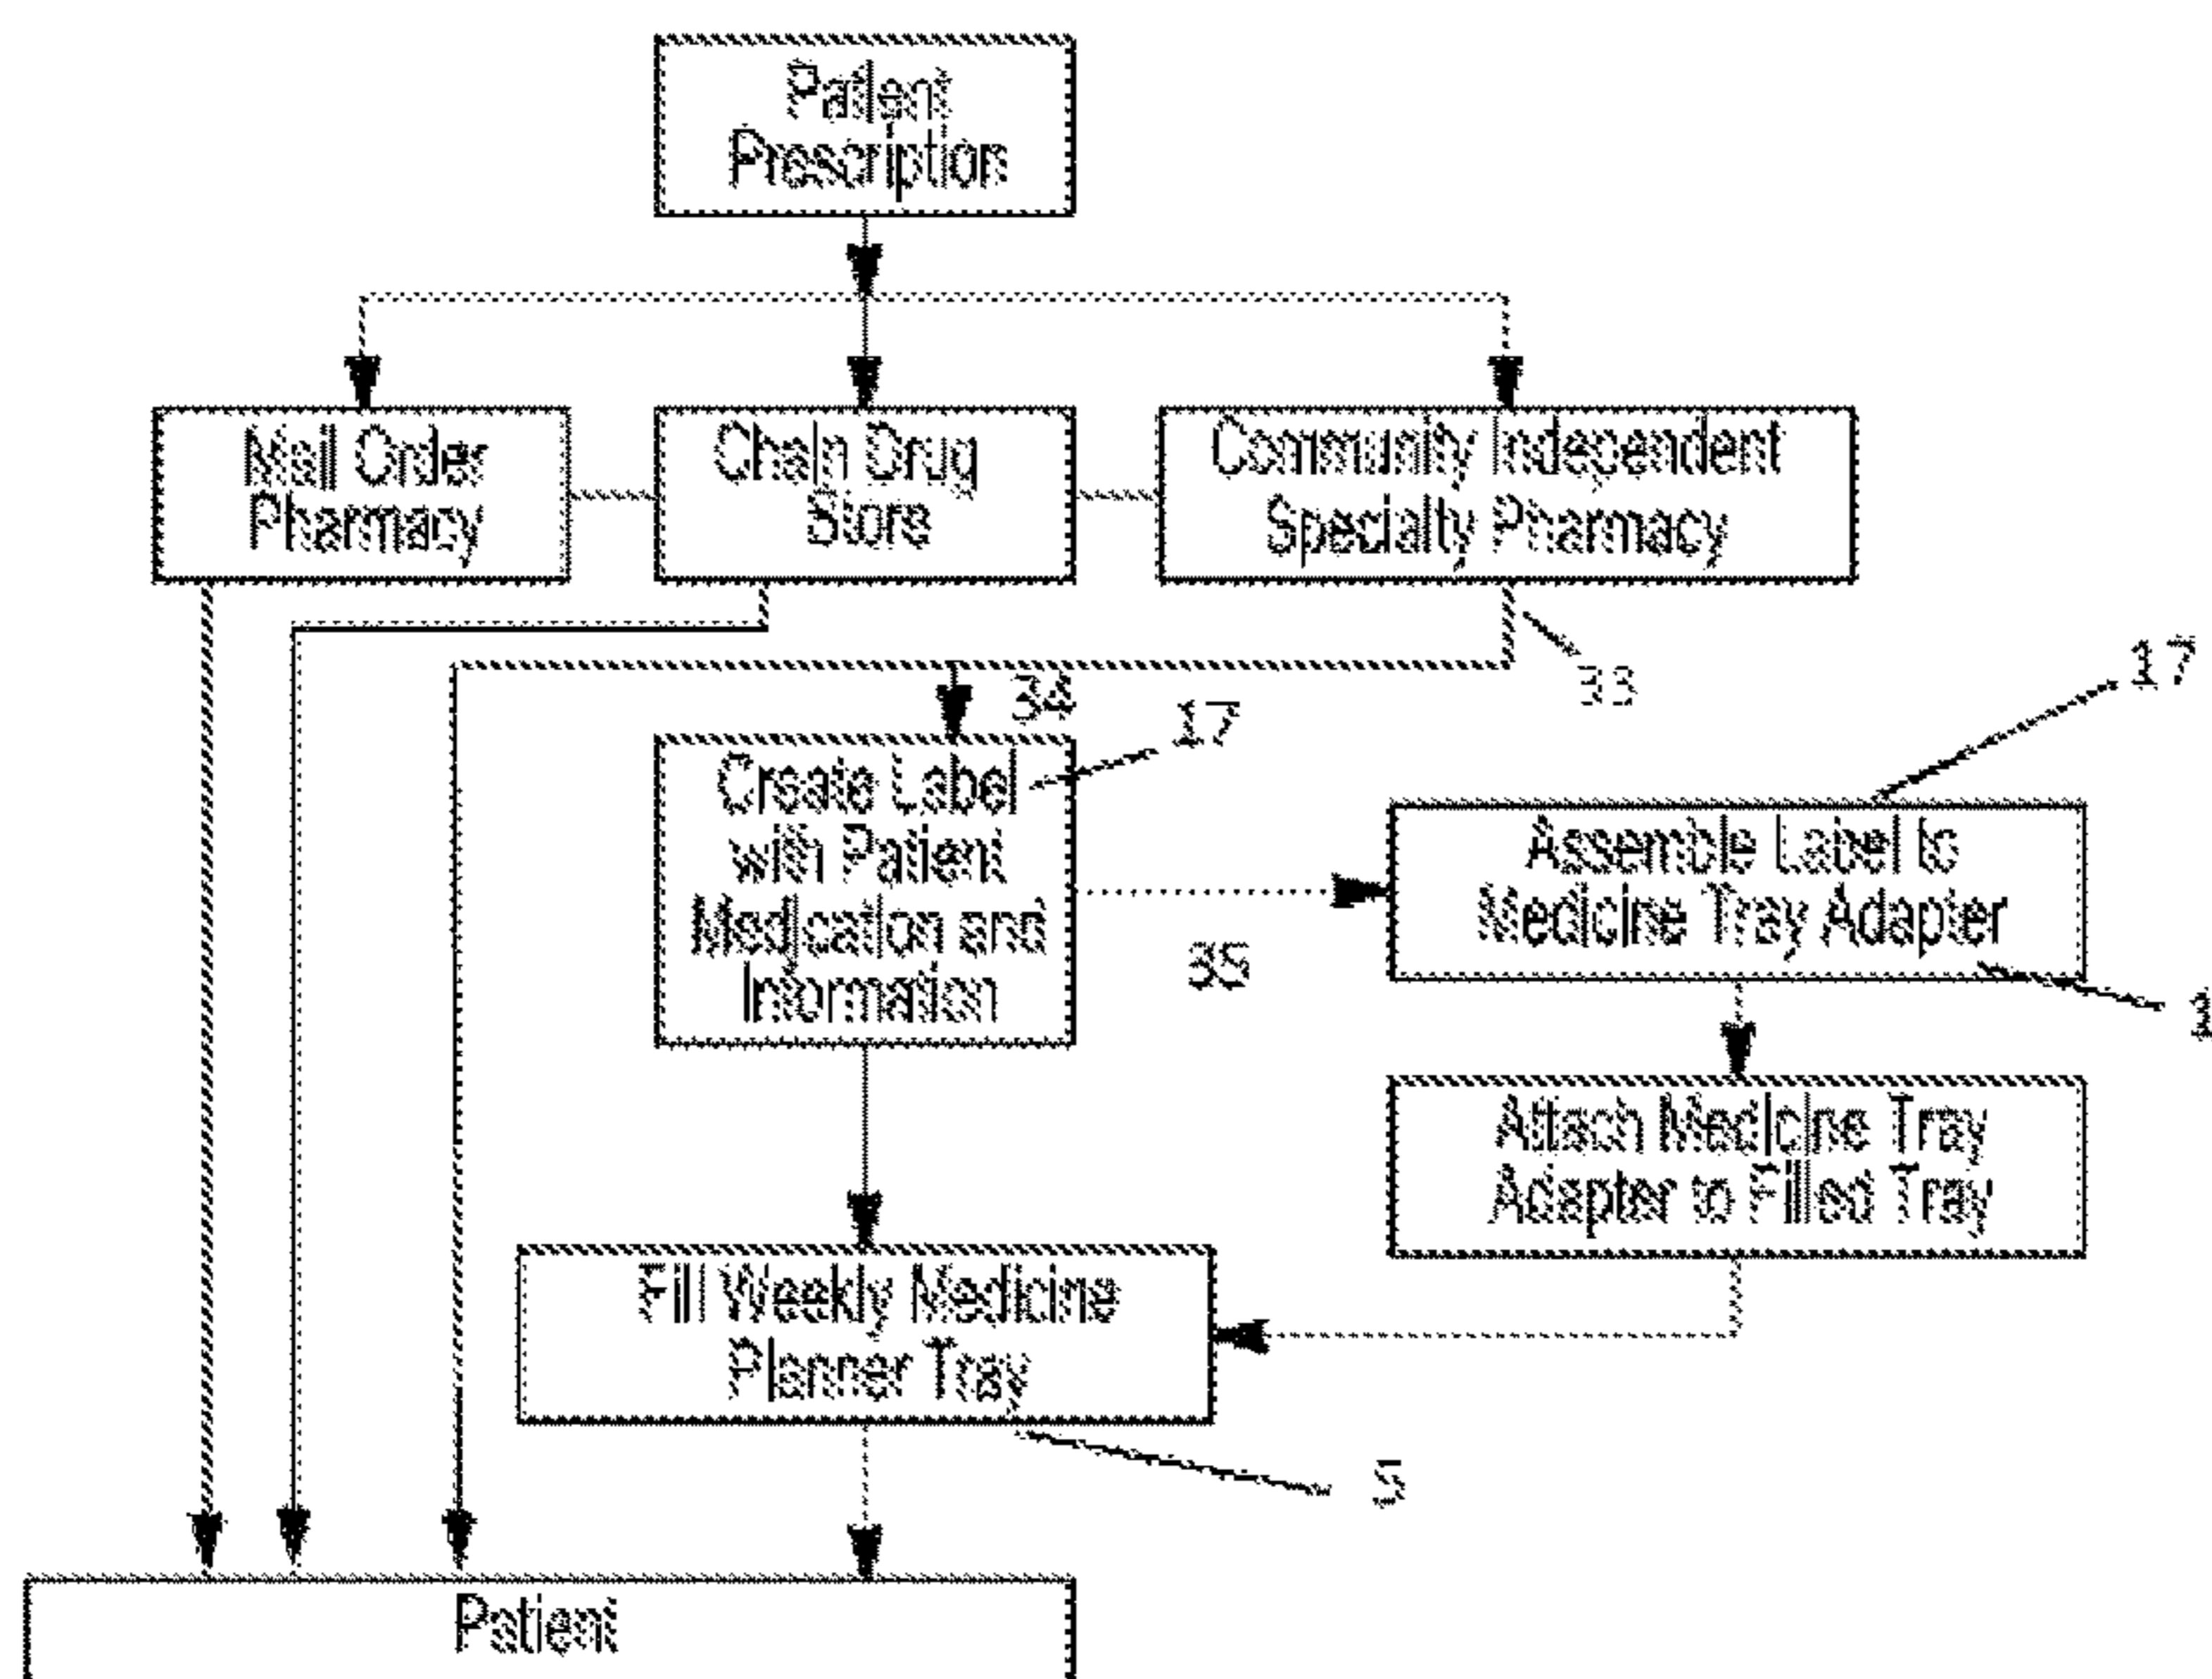 Patient
Prescription
Mail Order
Pharmacy
Chain Drug
Store
Community Independent
Specialty Pharmacy
33
34
17
17
Create Label
with Patient
Medication and
Information
Assemble Label to
Medicine Tray Adapter
35
1
Attach Medicine Tray
Adapter to Filled Tray
Fill Weekly Medicine
Planner Tray
5
Patient